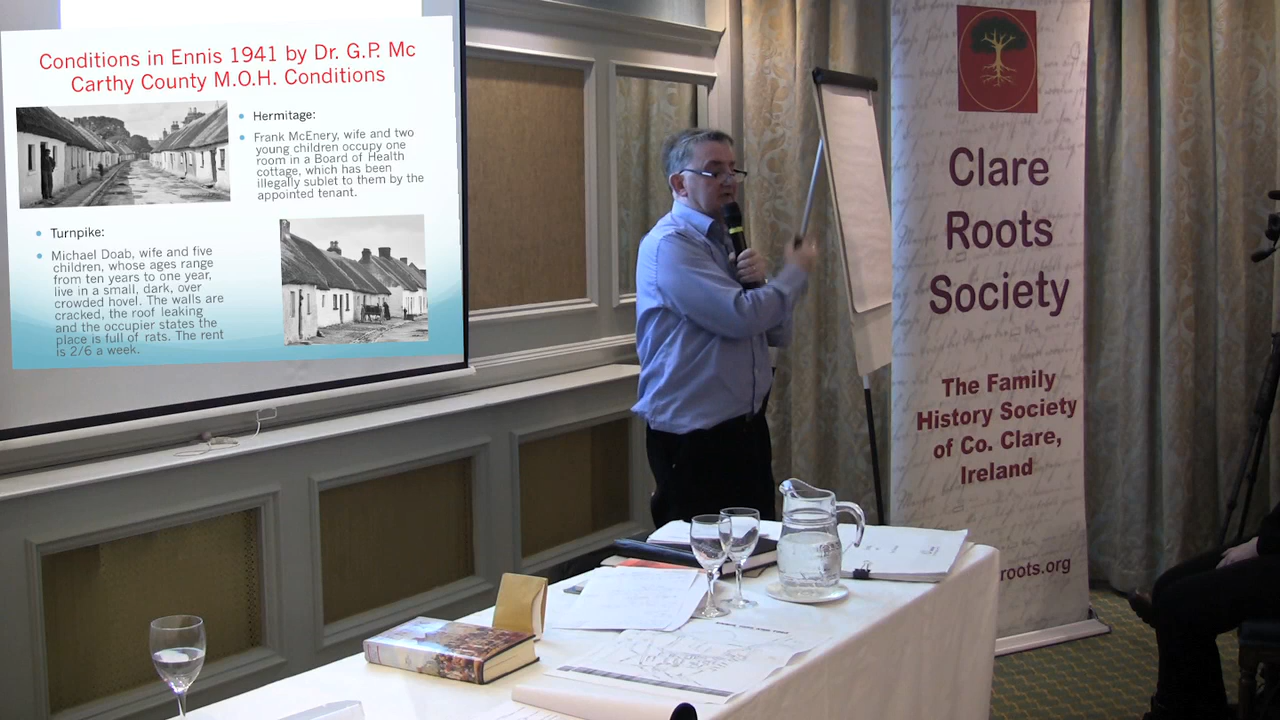 Conditions in Ennis 1941 by Dr. G.P. Mc
Carthy County M.O.H. Conditions
• Hermitage:
• Frank McEnery, wife and two
young children occupy one
room in a Board of Health
cottage, which has been
illegally sublet to them by the
appointed tenant.
• Turnpike:
• Michael Doab, wife and five
children, whose ages range
from ten years to one year,
live in a small, dark, over
crowded hovel. The walls are
cracked, the roof leaking
and the occupier states the
place is full of rats. The rent
is 2/6 a week.
Clare
Roots
Society
The Family
History Society
of Co. Clare,
Ireland
roots.org